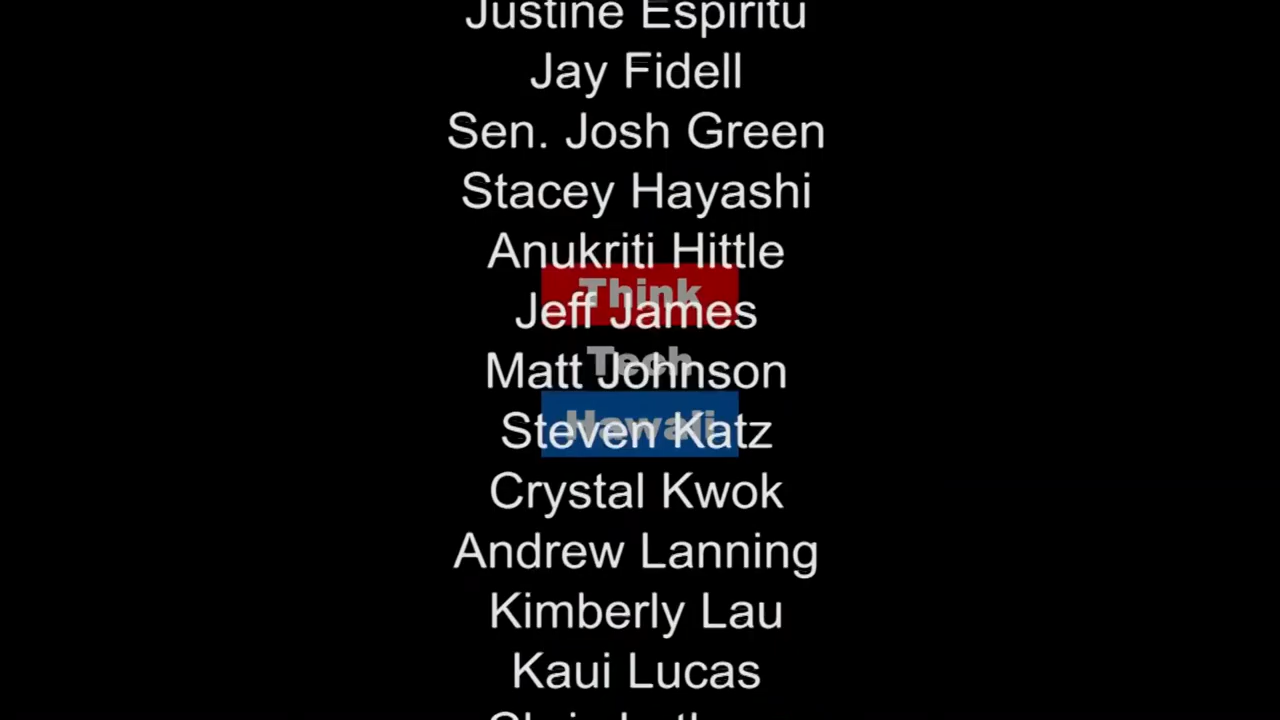 Justine Espiritu
Jay Fidell
Sen. Josh Green
Stacey Hayashi
Anukriti Hittle
Think
Jeff James
Tech
Matt Johnson
Hawaii
Steven Katz
Crystal Kwok
Andrew Lanning
Kimberly Lau
Kaui Lucas